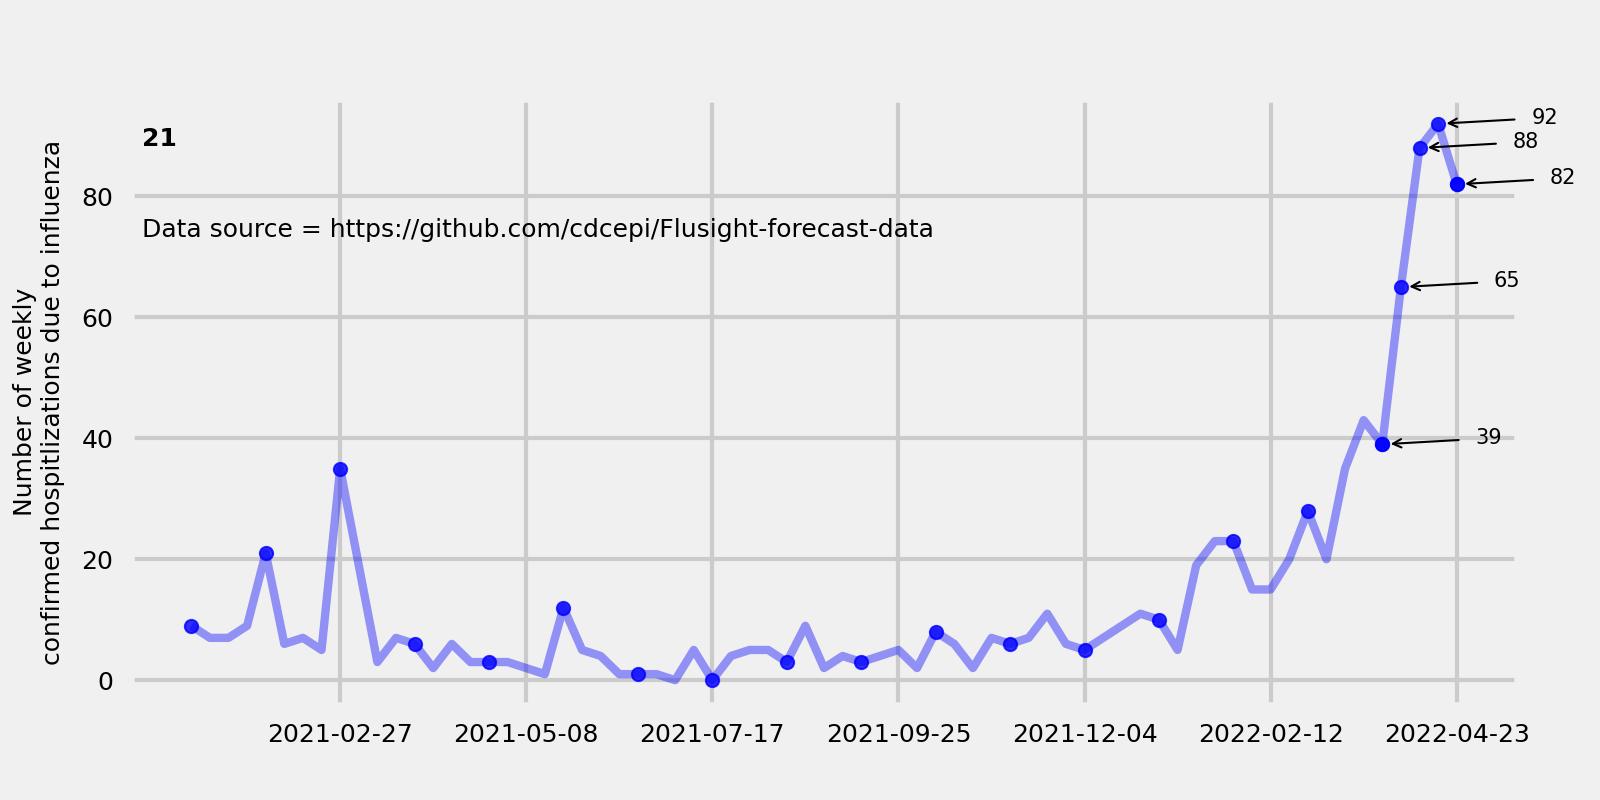 92
21
88
82
80
Data source = https://github.com/cdcepi/Flusight-forecast-data
65
60
39
40
20
0
Number of weekly
confirmed hospitlizations due to influenza
2021-02-27 2021-05-08 2021-07-17 2021-09-25 2021-12-04 2022-02-12 2022-04-23